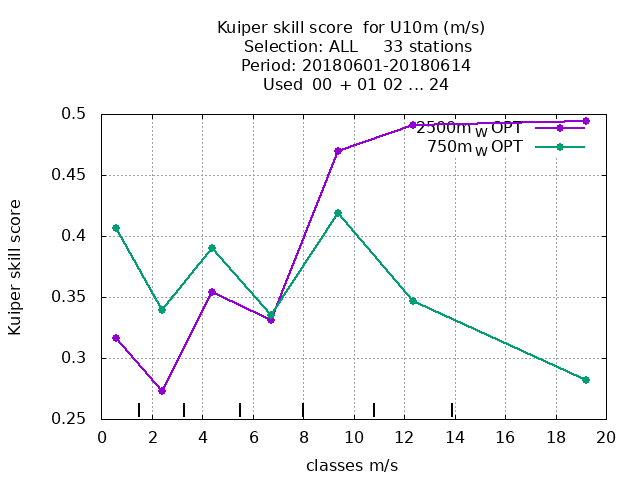 Kuiper skill score  for U10m (m/s)
Selection: ALL     33 stations
Period: 20180601-20180614
Used  00 + 01 02 ... 24
2500m_W OPT
750m_W OPT
0.5
0.45
0.4
0.35
0.3
0.25
Kuiper skill score
0 2 4 6 8 10 12 14 16 18 20
classes m/s